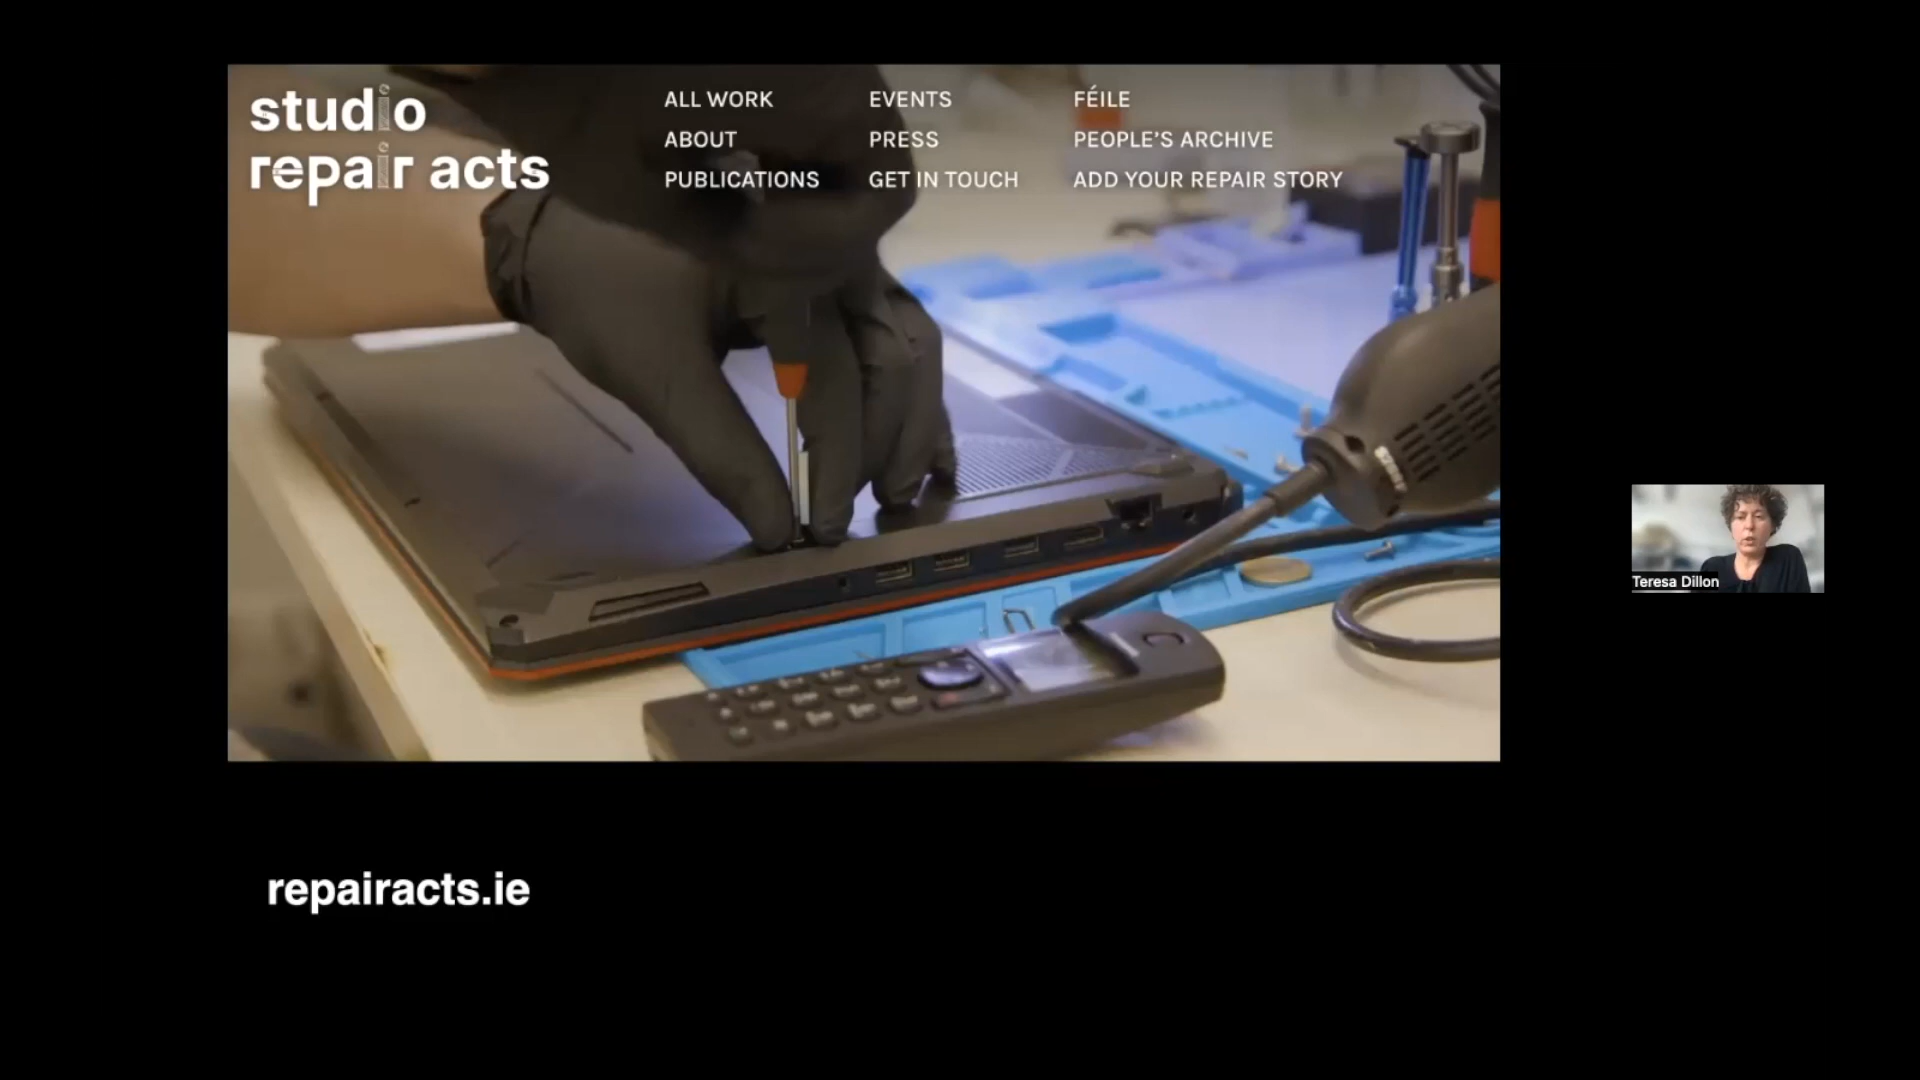 studio
repair acts
ALL WORK
ABOUT
PUBLICATIONS
EVENTS
PRESS
GET IN TOUCH
FÉILE
PEOPLE’S ARCHIVE
ADD YOUR REPAIR STORY
Teresa Dillon
repairacts.ie